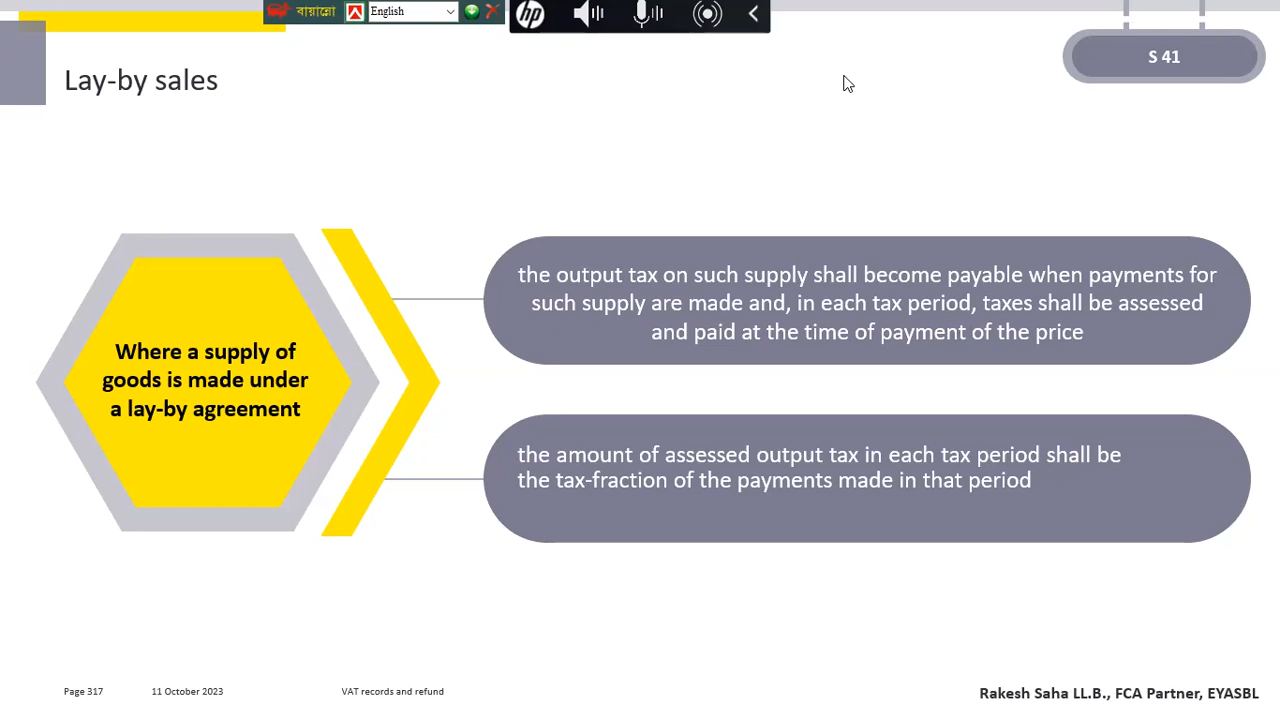 বায়ান্নো
English
hp
S 41
Lay-by sales
Where a supply of
goods is made under
a lay-by agreement
the output tax on such supply shall become payable when payments for
such supply are made and, in each tax period, taxes shall be assessed
and paid at the time of payment of the price
the amount of assessed output tax in each tax period shall be
the tax-fraction of the payments made in that period
Page 317
11 October 2023
VAT records and refund
Rakesh Saha LL.B., FCA Partner, EYASBL